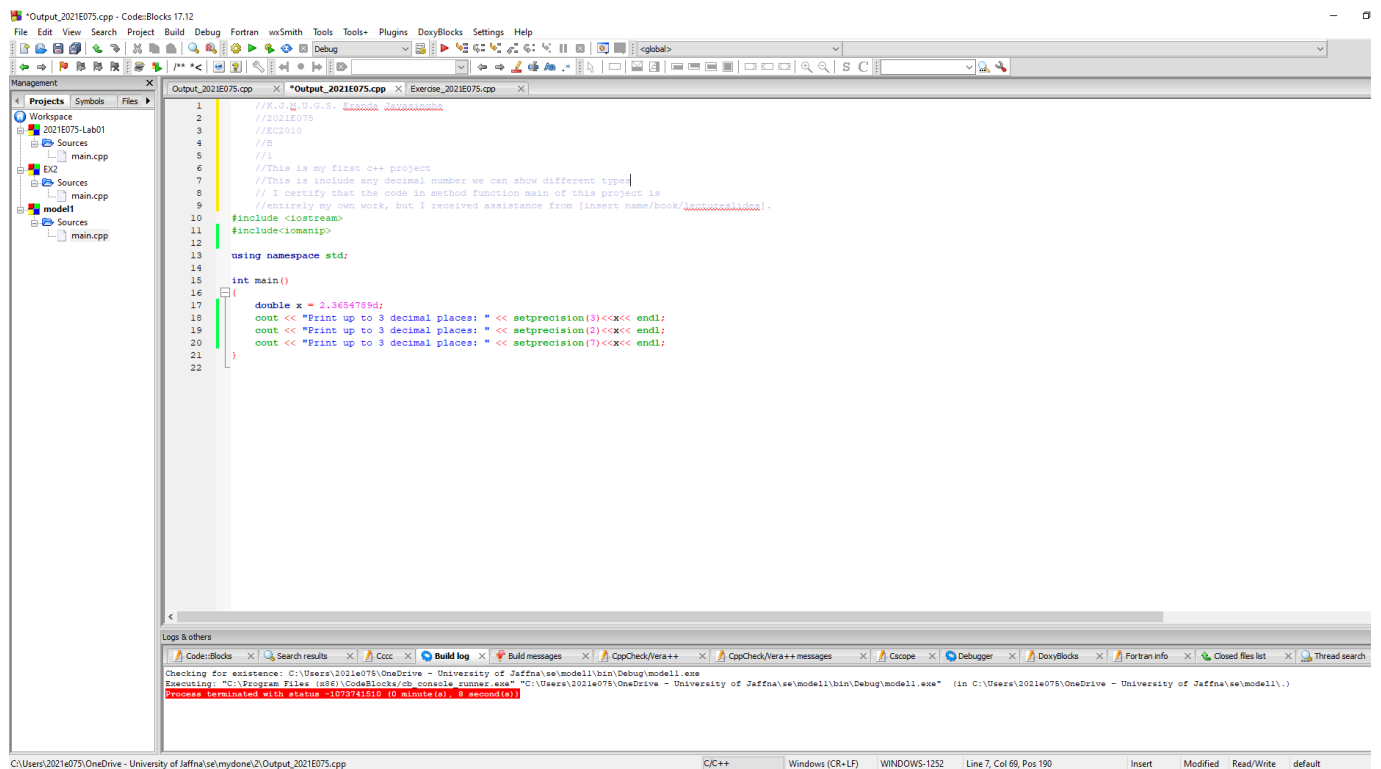 *Output_2021E075.cpp - Code::Blocks 17.12
File Edit View Search Project Build Debug Fortran wxSmith Tools Tools+ Plugins DoxyBlocks Settings Help
Debug <global>
/** *< S C
Management
Projects Symbols Files
Output_2021E075.cpp *Output_2021E075.cpp Exercise_2021E075.cpp
Workspace
2021E075-Lab01
Sources
main.cpp
EX2
Sources
main.cpp
model1
Sources
main.cpp
1 //K.J.M.U.G.S. Eranda Jayasinghe
2 //2021E075
3 //EC2010
4 //B
5 //1
6 //This is my first c++ project
7 //This is include any decimal number we can show different types
8 // I certify that the code in method function main of this project is
9 //entirely my own work, but I received assistance from [insert name/book/lectureslides].
10 #include <iostream>
11 #include<iomanip>
12
13 using namespace std;
14
15 int main()
16 {
17 double x = 2.3654789d;
18 cout << "Print up to 3 decimal places: " << setprecision(3)<<x<< endl;
19 cout << "Print up to 3 decimal places: " << setprecision(2)<<x<< endl;
20 cout << "Print up to 3 decimal places: " << setprecision(7)<<x<< endl;
21 }
22
Logs & others
Code::Blocks Search results Cccc Build log Build messages CppCheck/Vera++ CppCheck/Vera++ messages Cscope Debugger DoxyBlocks Fortran info Closed files list Thread search
Checking for existence: C:\Users\2021e075\OneDrive - University of Jaffna\se\model1\bin\Debug\model1.exe
Executing: "C:\Program Files (x86)\CodeBlocks/cb_console_runner.exe" "C:\Users\2021e075\OneDrive - University of Jaffna\se\model1\bin\Debug\model1.exe" (in C:\Users\2021e075\OneDrive - University of Jaffna\se\model1\.)
Process terminated with status -1073741510 (0 minute(s), 8 second(s))
C:\Users\2021e075\OneDrive - University of Jaffna\se\mydone\2\Output_2021E075.cpp C/C++ Windows (CR+LF) WINDOWS-1252 Line 7, Col 69, Pos 190 Insert Modified Read/Write default